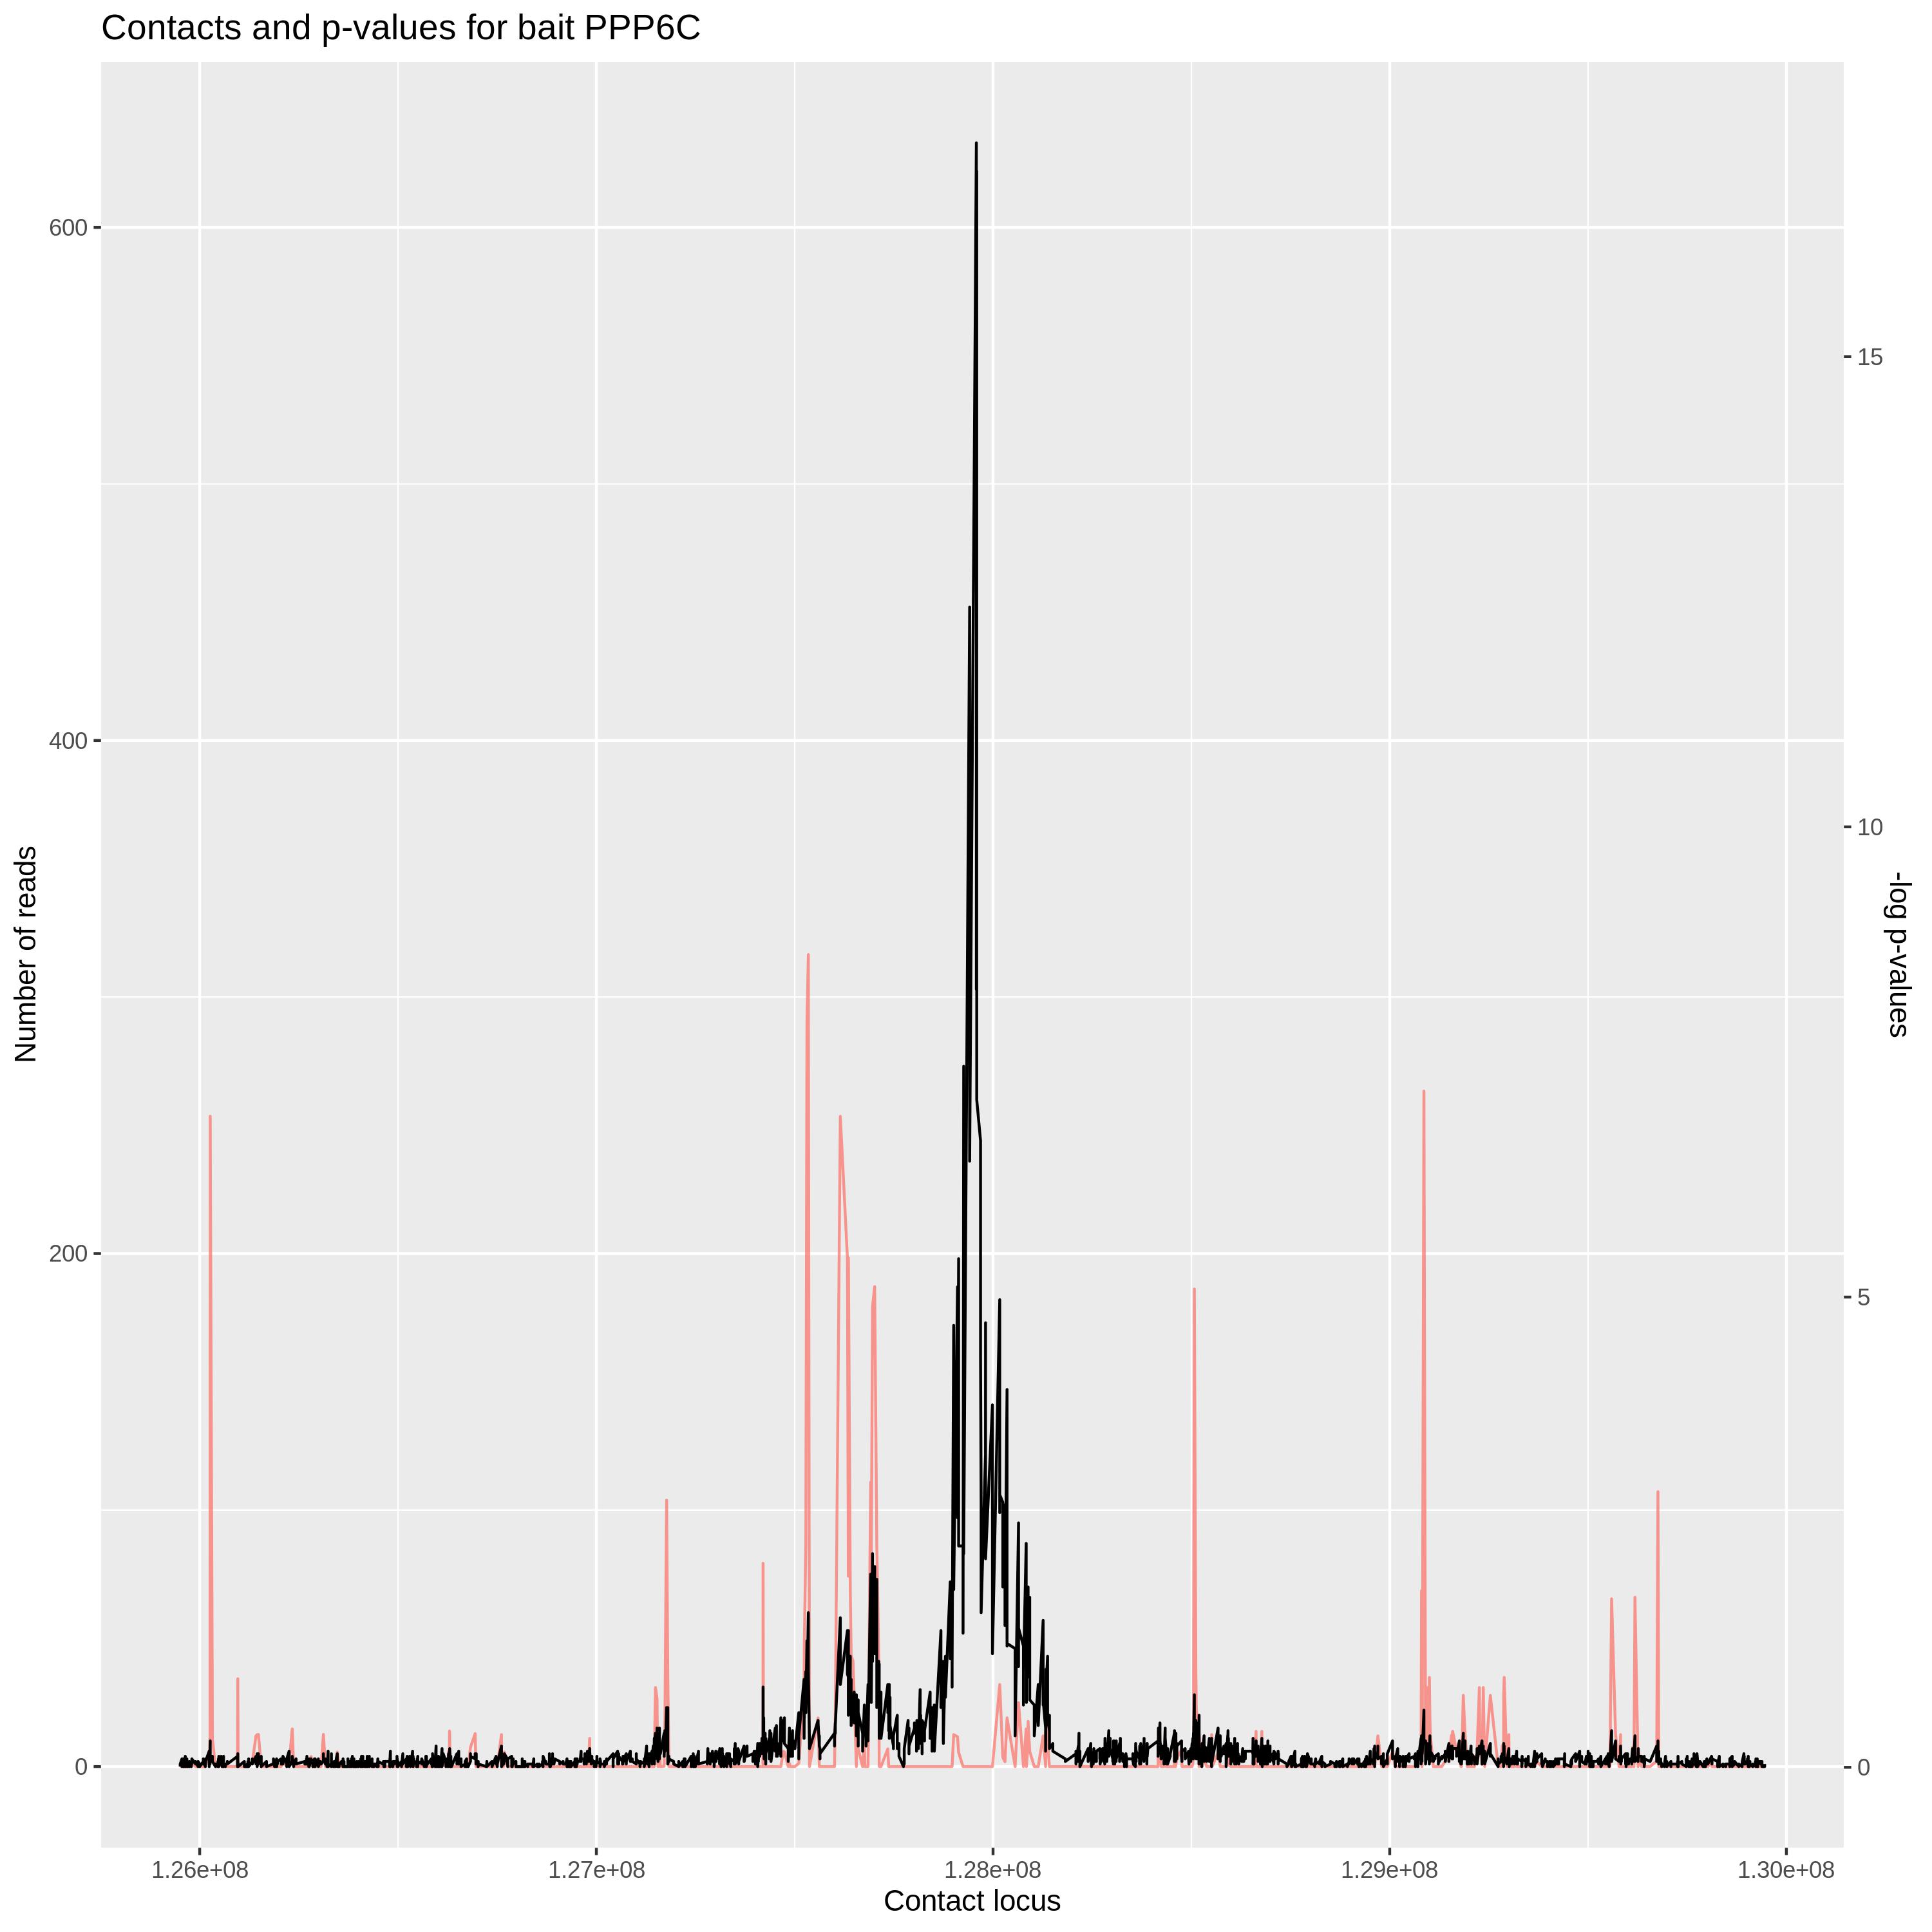 Contacts and p-values for bait PPP6C
600
400
200
0
Number of reads
15
10
5
0
-log p-values
1.26e+08 1.27e+08 1.28e+08 1.29e+08 1.30e+08
Contact locus